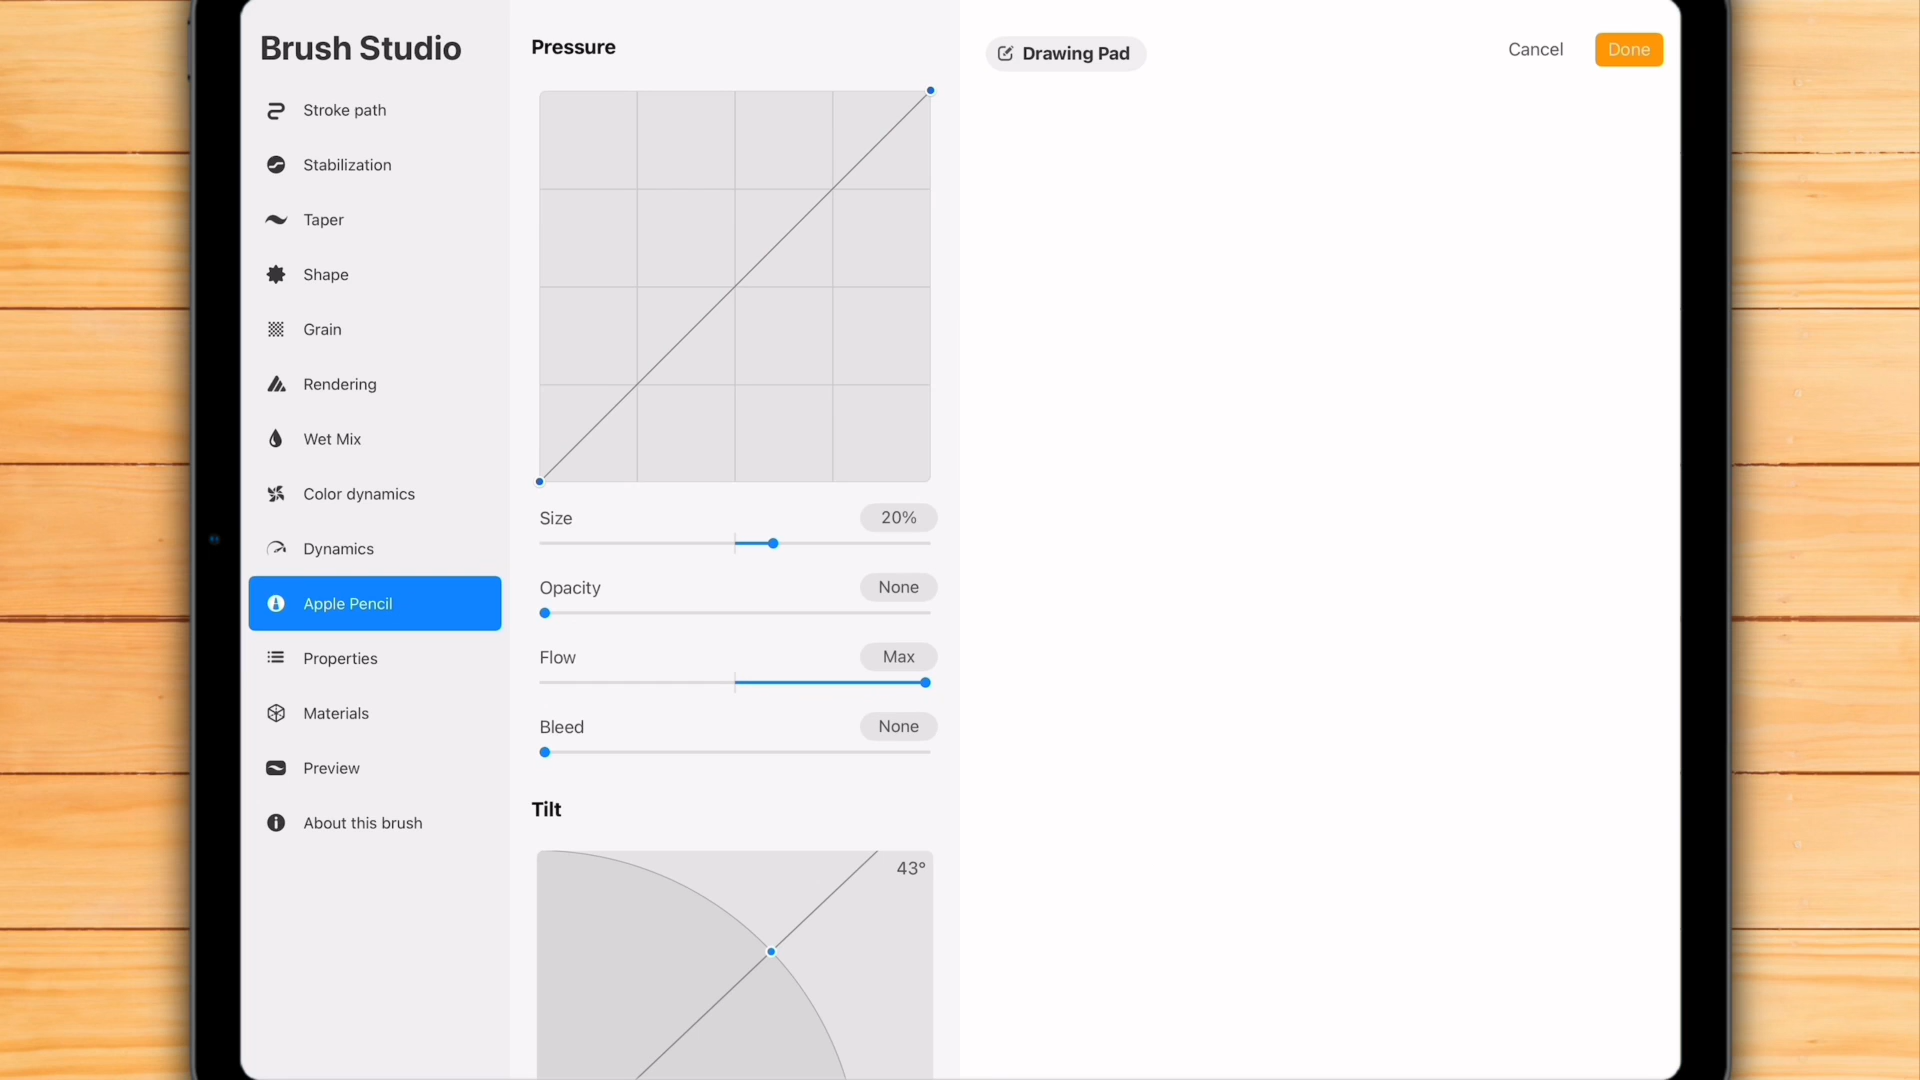 Brush Studio
Stroke path
Stabilization
Taper
Shape
Grain
Rendering
Wet Mix
Color dynamics
Dynamics
Apple Pencil
Properties
Materials
Preview
About this brush
Pressure
Size 20%
Opacity None
Flow Max
Bleed None
Tilt
43°
Drawing Pad
Cancel
Done